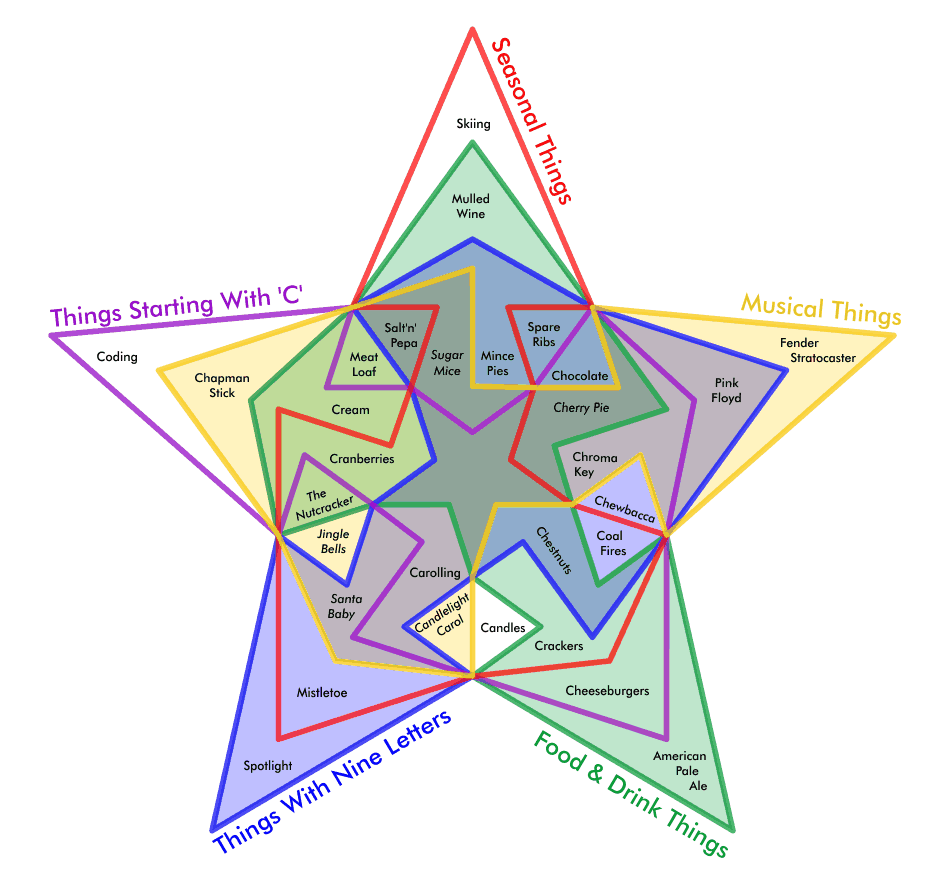 Seasonal Things
Skiing
Mulled
Wine
Things Starting With 'C'
Musical Things
Salt'n'
Pepa
Sugar
Mice
Mince
Pies
Spare
Ribs
Fender
Stratocaster
Coding
Meat
Loaf
Chocolate
Chapman
Stick
Pink
Floyd
Cream
Cherry Pie
Cranberries
Chroma
Key
The
Nutcracker
Chewbacca
Jingle
Bells
Chestnuts
Coal
Fires
Carolling
Santa
Baby
Candlelight
Carol
Candles
Crackers
Mistletoe
Cheeseburgers
Spotlight
American
Pale
Ale
Things With Nine Letters
Food & Drink Things